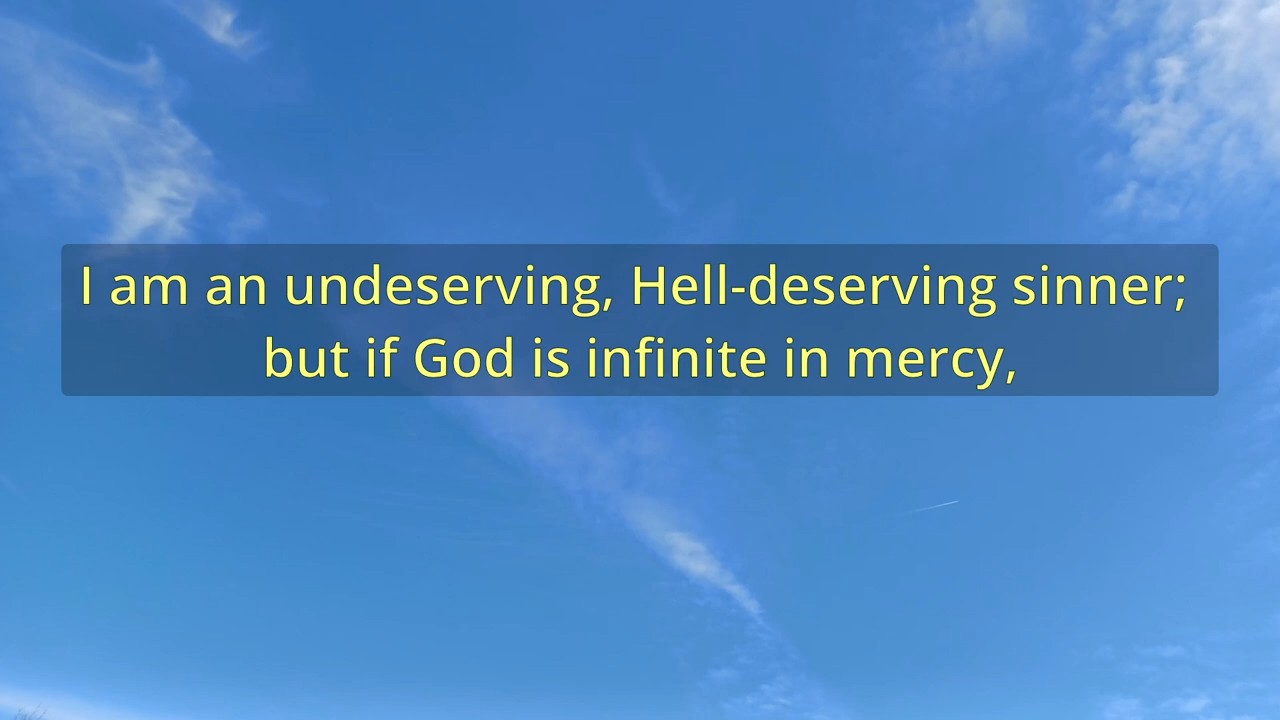 I am an undeserving, Hell-deserving sinner;
but if God is infinite in mercy,